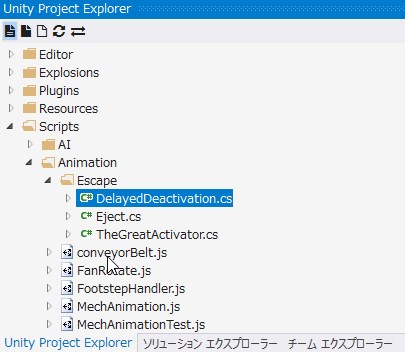 Unity Project Explorer
Editor
Explosions
Plugins
Resources
Scripts
AI
Animation
Escape
C# DelayedDeactivation.cs
C# Eject.cs
C# TheGreatActivator.cs
conveyorBelt.js
FanRotate.js
FootstepHandler.js
MechAnimation.js
MechAnimationTest.js
Unity Project Explorer ソリューション エクスプローラー チーム エクスプローラー